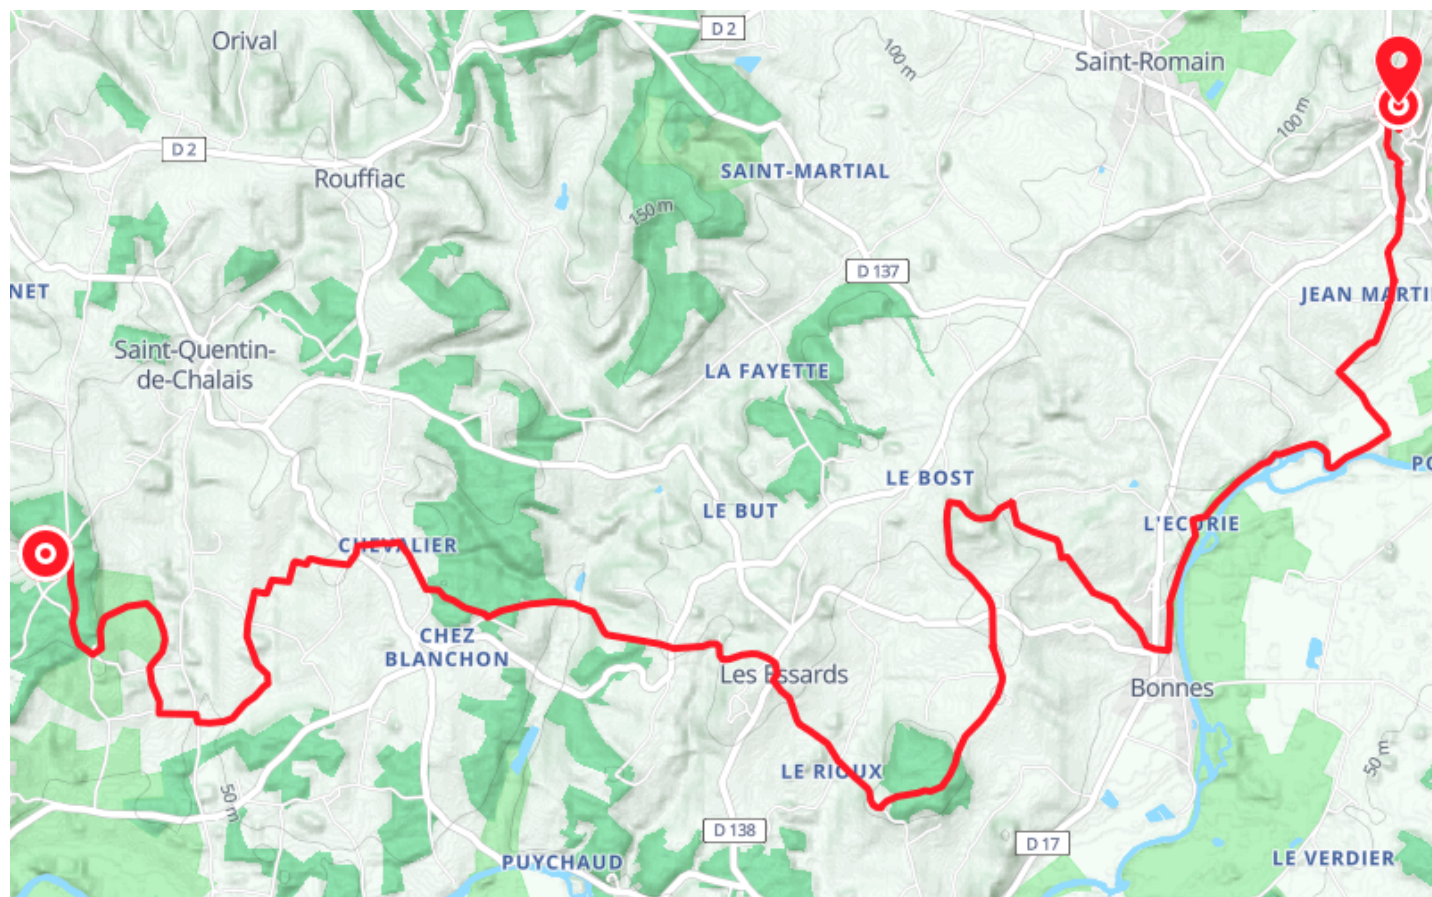 D 2
Orival
Saint-Romain
100 m
100 m
D 2
Rouffiac
SAINT-MARTIAL
150 m
D 137
NET
JEAN MARTI
Saint-Quentin-
de-Chalais
LA FAYETTE
LE BOST
PO
LE BUT
L'ECURIE
CHEVALIER
CHEZ
BLANCHON
Les Essards
Bonnes
LE RIOUX
50 m
50 m
D 138
D 17
PUYCHAUD
LE VERDIER